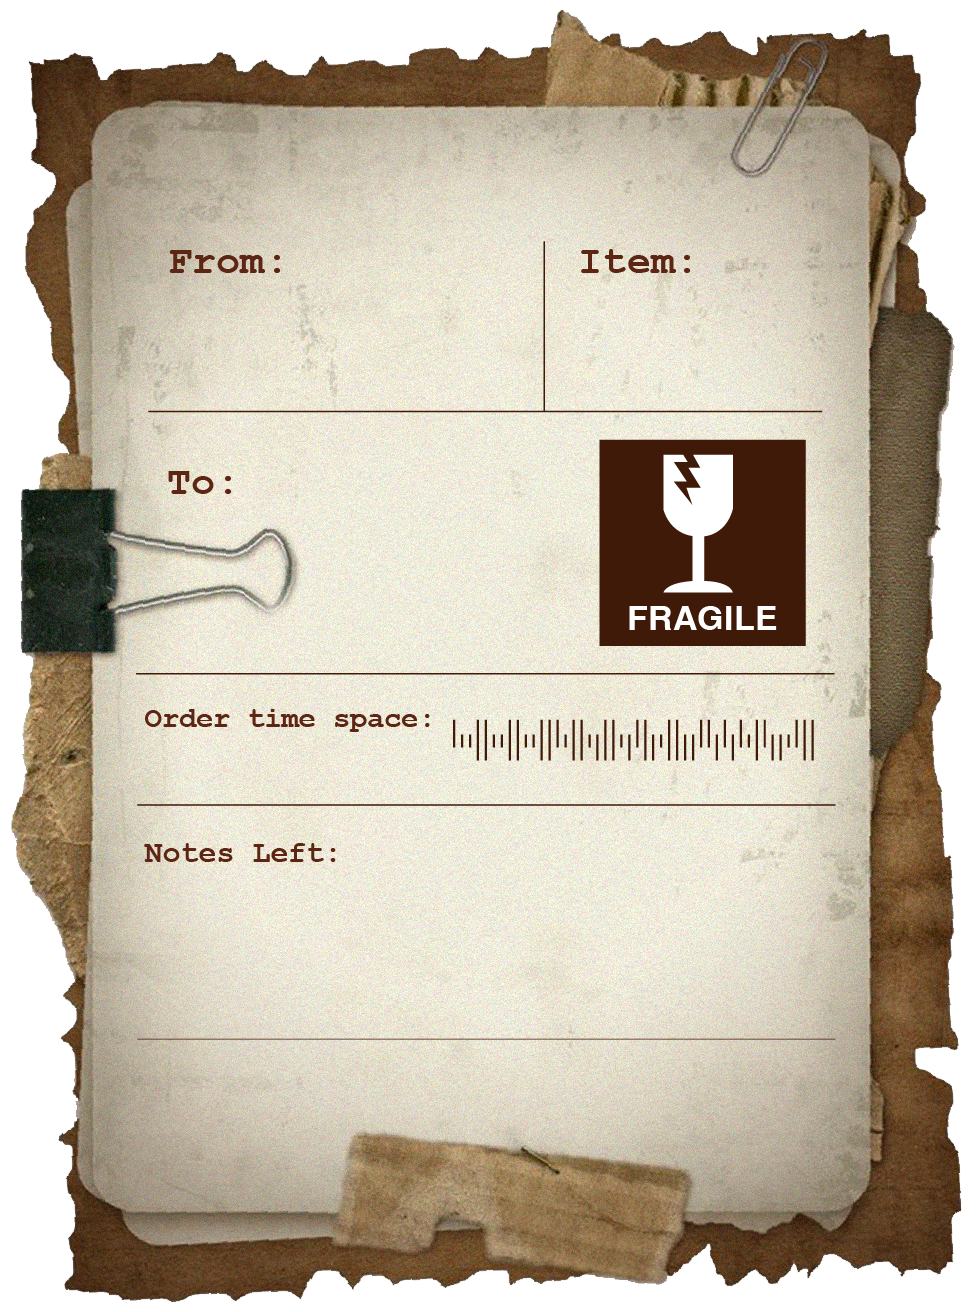 From:
Item:
To:
FRAGILE
Order time space:
Notes Left: